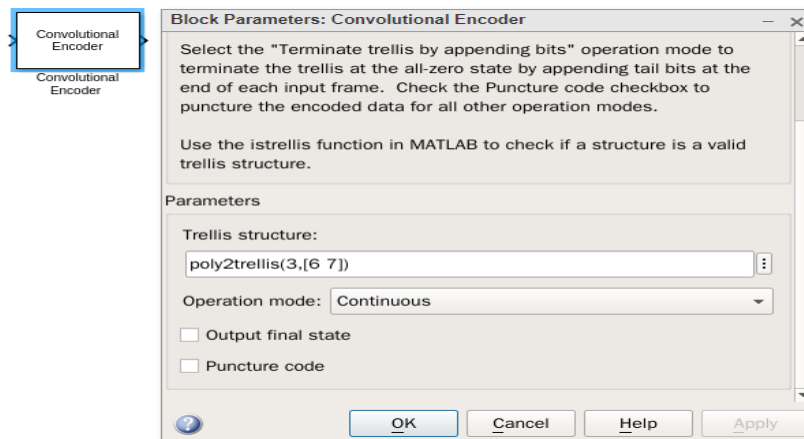 Convolutional
Encoder
Convolutional
Encoder
Block Parameters: Convolutional Encoder
Select the "Terminate trellis by appending bits" operation mode to
terminate the trellis at the all-zero state by appending tail bits at the
end of each input frame. Check the Puncture code checkbox to
puncture the encoded data for all other operation modes.
Use the istrellis function in MATLAB to check if a structure is a valid
trellis structure.
Parameters
Trellis structure:
poly2trellis(3,[6 7])
Operation mode: Continuous
Output final state
Puncture code
OK Cancel Help Apply